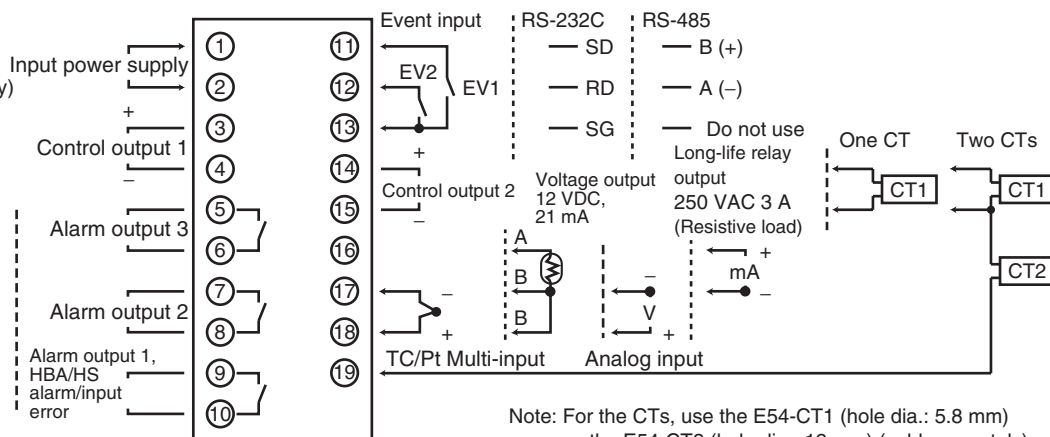 Event input
RS-232C
RS-485
1
11
SD
B (+)
Input power supply
EV2
2
12
EV1
RD
A (−)
y)
+
3
13
SG
Do not use
One CT
Two CTs
Control output 1
4
14
+
Long-life relay
output
250 VAC 3 A
(Resistive load)
−
Control output 2
Voltage output
12 VDC,
21 mA
CT1
CT1
5
15
−
Alarm output 3
6
16
A
+
mA
−
CT2
7
17
−
B
−
V
Alarm output 2
8
18
+
B
+
Alarm output 1,
HBA/HS
alarm/input
error
TC/Pt Multi-input
Analog input
9
19
10
Note: For the CTs, use the E54-CT1 (hole dia.: 5.8 mm)